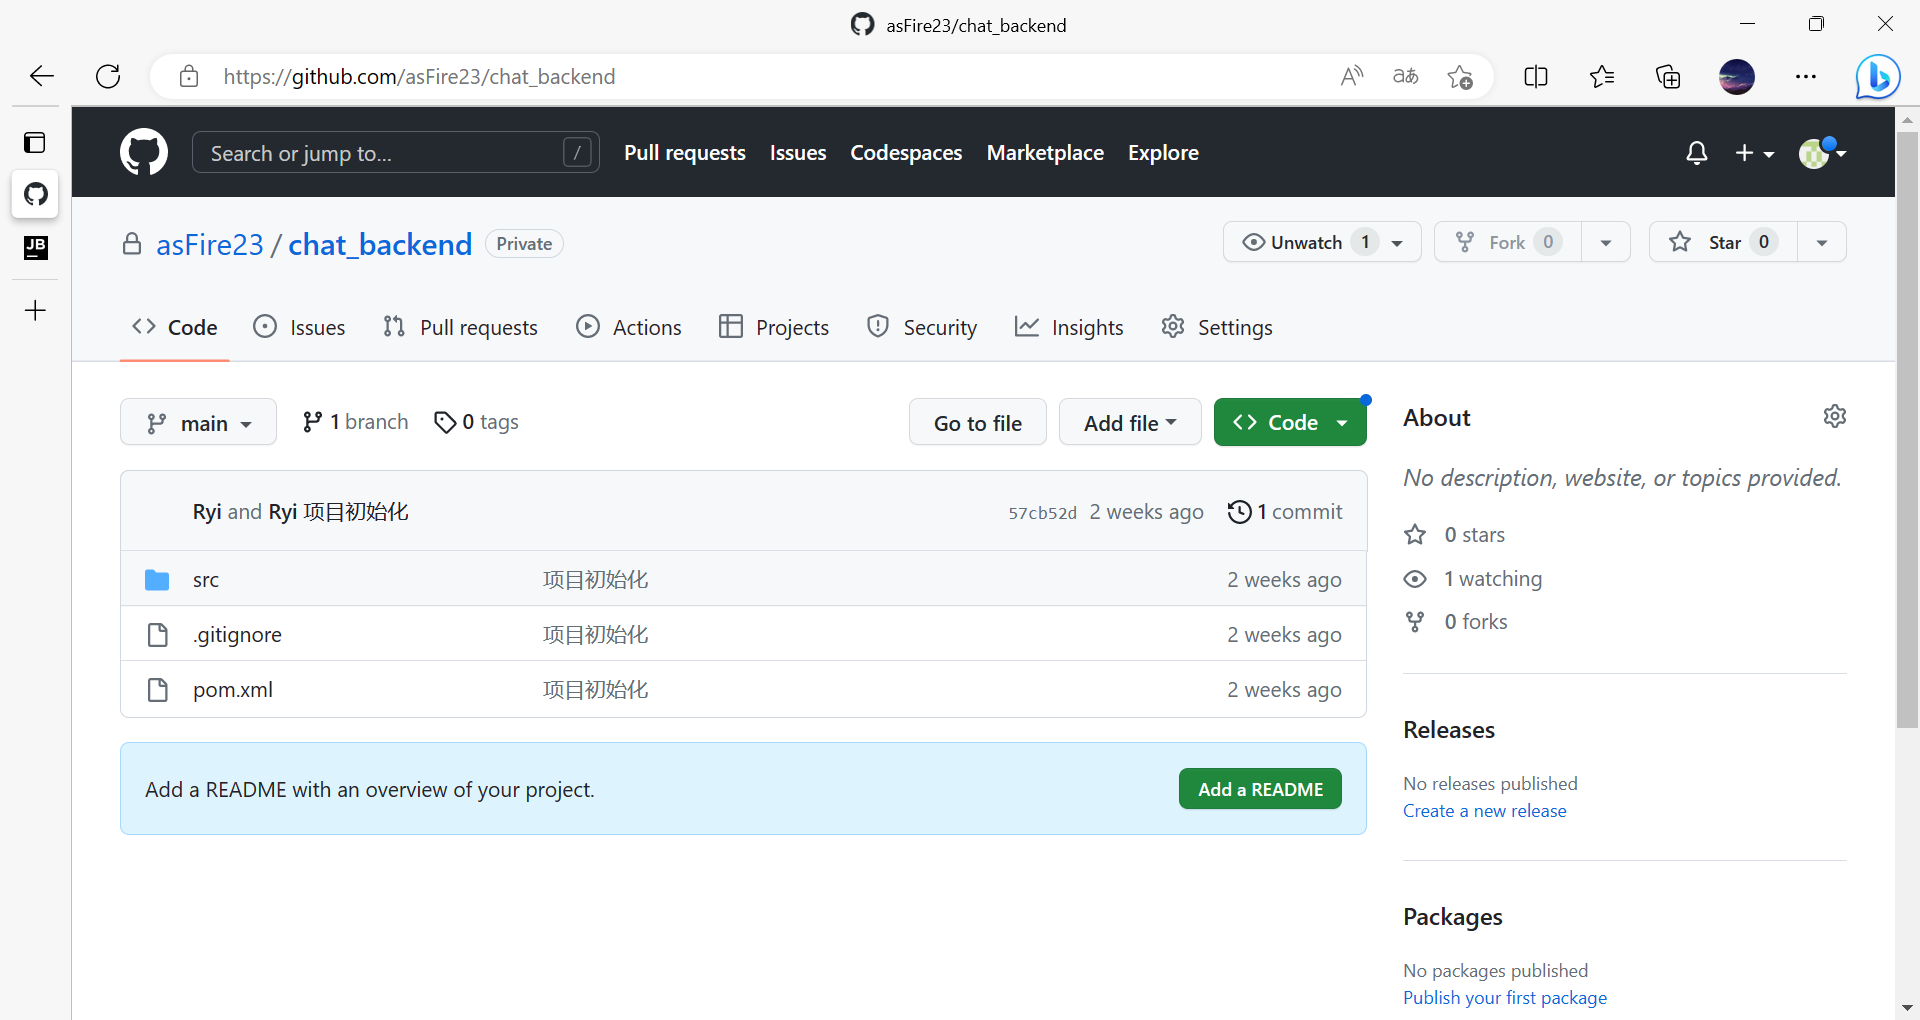 asFire23/chat_backend
https://github.com/asFire23/chat_backend
Search or jump to... /
Pull requests Issues Codespaces Marketplace Explore
JB
asFire23 / chat_backend Private
Unwatch 1 Fork 0 Star 0
Code Issues Pull requests Actions Projects Security Insights Settings
main 1 branch 0 tags Go to file Add file Code
Ryi and Ryi 项目初始化 57cb52d 2 weeks ago 1 commit
src 项目初始化 2 weeks ago
.gitignore 项目初始化 2 weeks ago
pom.xml 项目初始化 2 weeks ago
Add a README with an overview of your project. Add a README
About
No description, website, or topics provided.
0 stars
1 watching
0 forks
Releases
No releases published
Create a new release
Packages
No packages published
Publish your first package